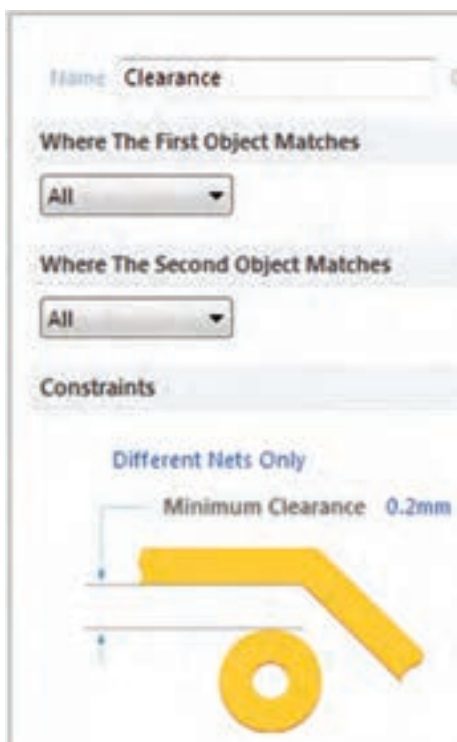 Name Clearance
Where The First Object Matches
All
Where The Second Object Matches
All
Constraints
Different Nets Only
Minimum Clearance 0.2mm